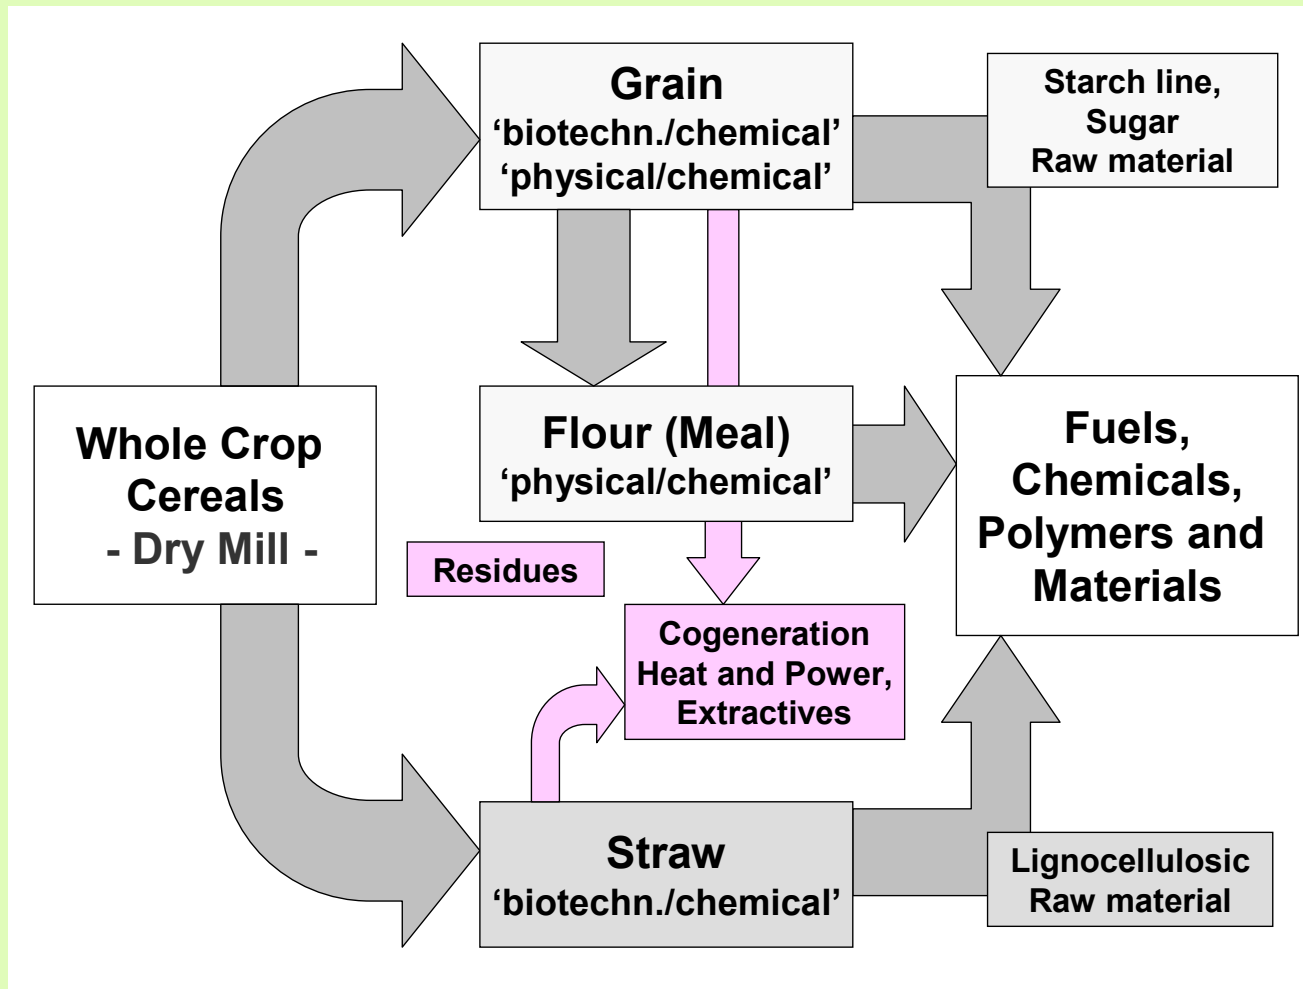 Grain
‘biotechn./chemical’
‘physical/chemical’
Starch line,
Sugar
Raw material
Whole Crop
Cereals
- Dry Mill -
Flour (Meal)
‘physical/chemical’
Fuels,
Chemicals,
Polymers and
Materials
Residues
Cogeneration
Heat and Power,
Extractives
Straw
‘biotechn./chemical’
Lignocellulosic
Raw material